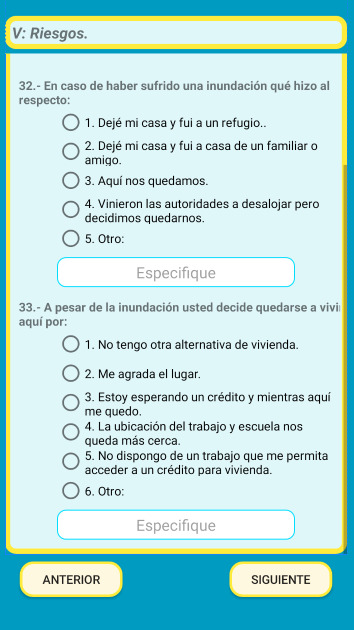 V: Riesgos.
32.- En caso de haber sufrido una inundación qué hizo al
respecto:
1. Dejé mi casa y fui a un refugio..
2. Dejé mi casa y fui a casa de un familiar o
amigo.
3. Aquí nos quedamos.
4. Vinieron las autoridades a desalojar pero
decidimos quedarnos.
5. Otro:
Especifique
33.- A pesar de la inundación usted decide quedarse a vivi
aquí por:
1. No tengo otra alternativa de vivienda.
2. Me agrada el lugar.
3. Estoy esperando un crédito y mientras aquí
me quedo.
4. La ubicación del trabajo y escuela nos
queda más cerca.
5. No dispongo de un trabajo que me permita
acceder a un crédito para vivienda.
6. Otro:
Especifique
ANTERIOR
SIGUIENTE